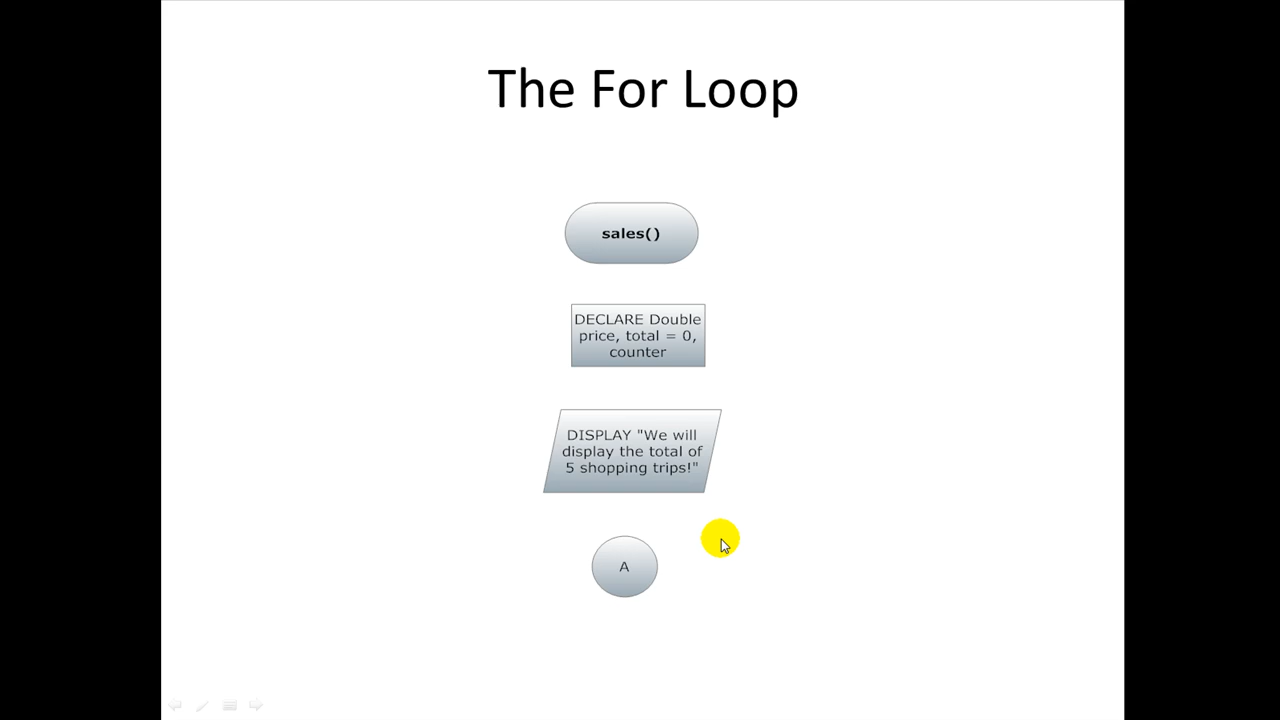 The For Loop
sales()
DECLARE Double
price, total = 0,
counter
DISPLAY "We will
display the total of
5 shopping trips!"
A